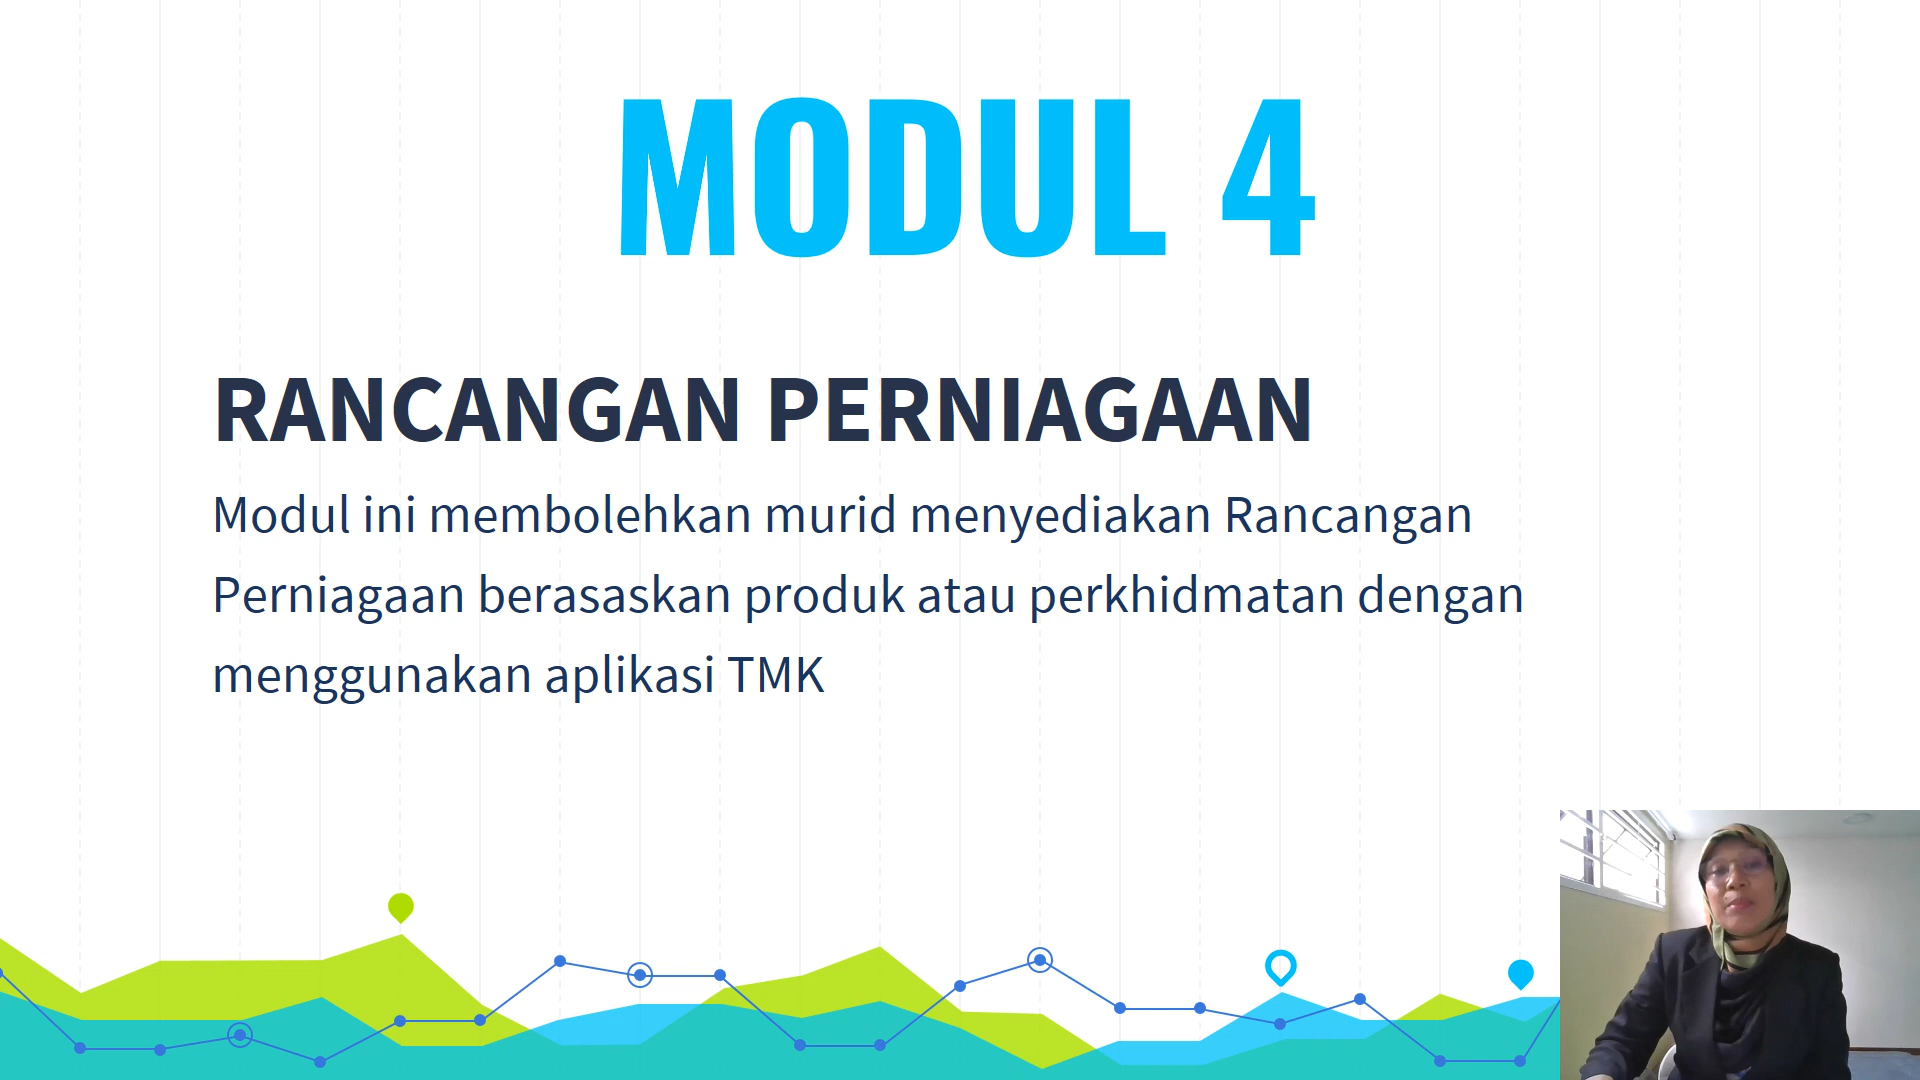 MODUL 4
RANCANGAN PERNIAGAAN
Modul ini membolehkan murid menyediakan Rancangan
Perniagaan berasaskan produk atau perkhidmatan dengan
menggunakan aplikasi TMK